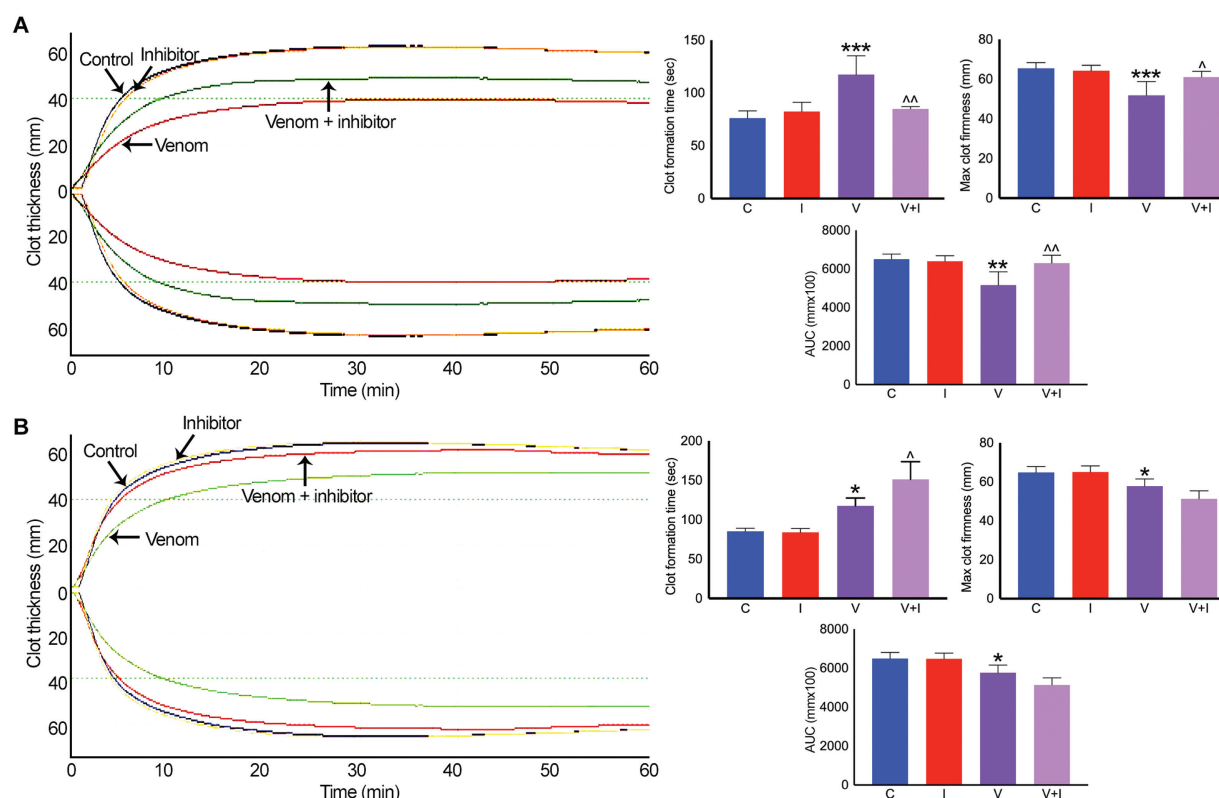 A
Clot thickness (mm)
60
40
20
0
20
40
60
Control
Inhibitor
Venom + inhibitor
Venom
0
10
20
30
40
50
60
Time (min)
Clot formation time (sec)
150
100
50
0
***
^^
C
I
V
V+I
Max clot firmness (mm)
80
60
40
20
0
***
^
C
I
V
V+I
AUC (mmx100)
8000
6000
4000
2000
0
**
^^
C
I
V
V+I
B
Clot thickness (mm)
60
40
20
0
20
40
60
Inhibitor
Control
Venom + inhibitor
Venom
0
10
20
30
40
50
60
Time (min)
Clot formation time (sec)
200
150
100
50
0
*
^
C
I
V
V+I
Max clot firmness (mm)
80
60
40
20
0
*
C
I
V
V+I
AUC (mmx100)
8000
6000
4000
2000
0
*
C
I
V
V+I